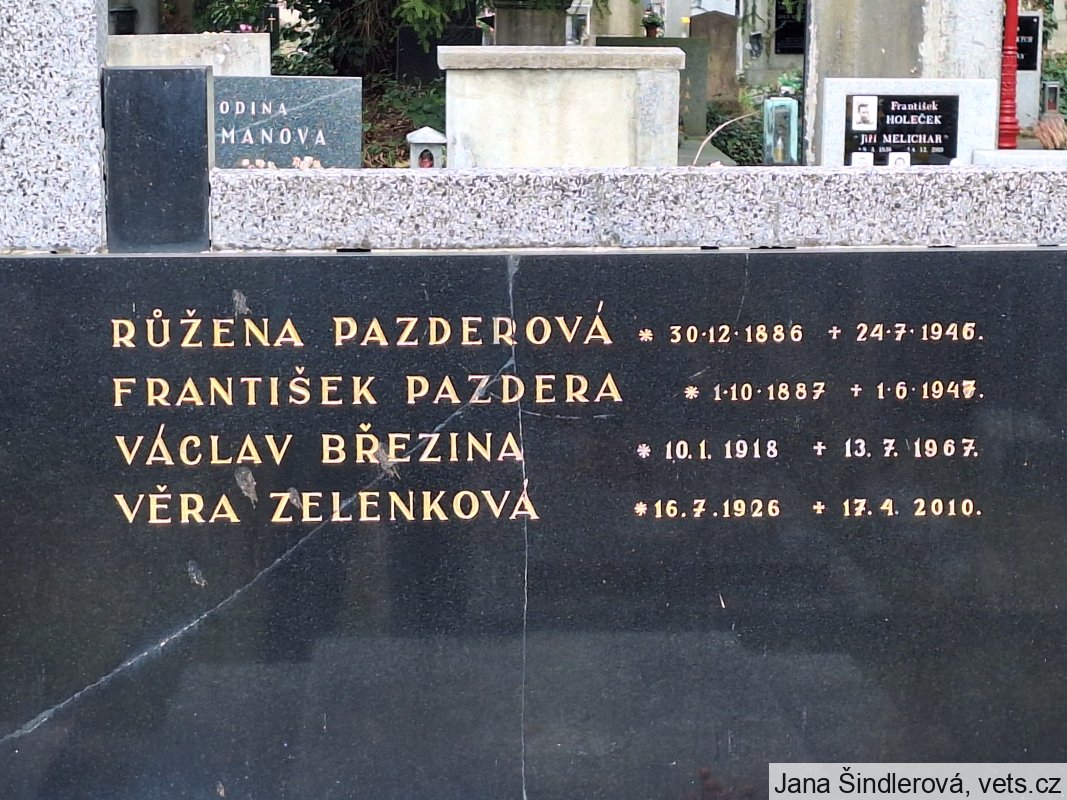 ODINA
MANOVA
František
HOLEČEK
JIŘÍ MELICHAR
RŮŽENA PAZDEROVÁ * 30·12·1886 + 24·7·1946.
FRANTIŠEK PAZDERA * 1·10·1887 + 1·6·1947.
VÁCLAV BŘEZINA * 10.1. 1918 + 13.7. 1967.
VĚRA ZELENKOVÁ * 16.7.1926 + 17.4. 2010.
Jana Šindlerová, vets.cz